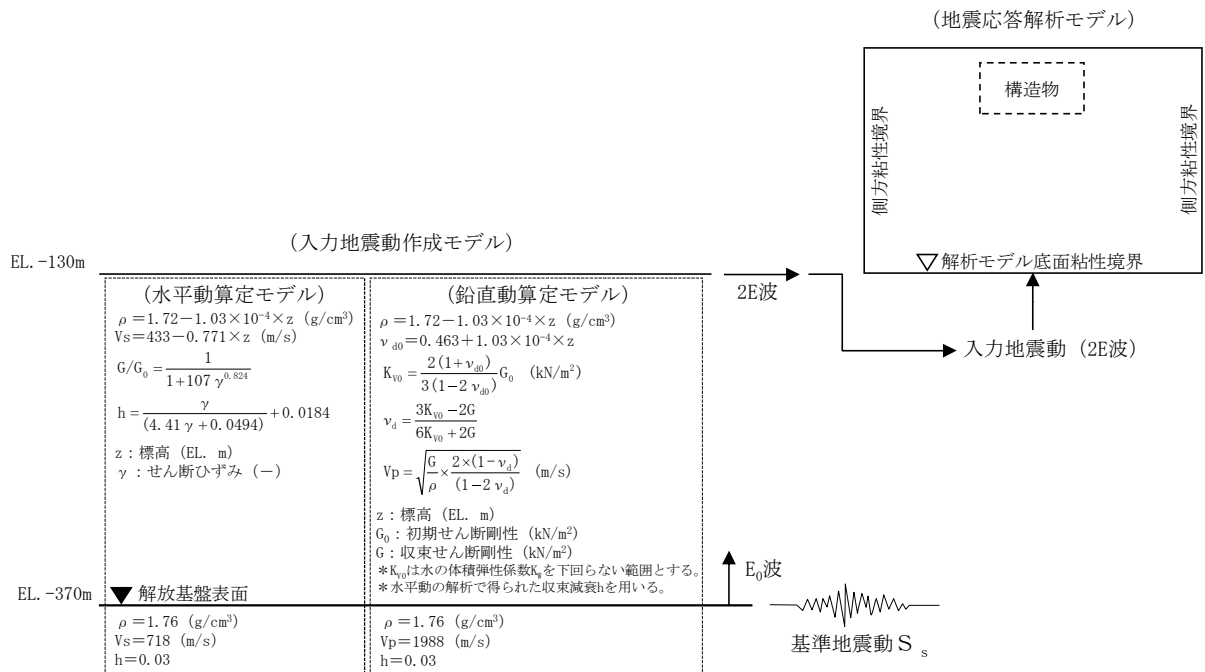 (地震応答解析モデル)
構造物
側方粘性境界
側方粘性境界
▽解析モデル底面粘性境界
(入力地震動作成モデル)
EL.-130m
2E波
入力地震動 (2E波)
(水平動算定モデル)
ρ=1.72-1.03×10⁻⁴×z (g/cm³)
Vs=433-0.771×z (m/s)
G/G₀=1/(1+107γ^0.824)
h=γ/(4.41γ+0.0494)+0.0184
z:標高 (EL. m)
γ:せん断ひずみ (-)
(鉛直動算定モデル)
ρ=1.72-1.03×10⁻⁴×z (g/cm³)
ν_d0=0.463+1.03×10⁻⁴×z
K_V0=2(1+ν_d0)/3(1-2ν_d0) G₀ (kN/m²)
ν_d=(3K_V0-2G)/(6K_V0+2G)
Vp=√(G/ρ×2×(1-ν_d)/(1-2ν_d)) (m/s)
z:標高 (EL. m)
G₀:初期せん断剛性 (kN/m²)
G:収束せん断剛性 (kN/m²)
*K_V0は水の体積弾性係数K_Wを下回らない範囲とする。
*水平動の解析で得られた収束減衰hを用いる。
E₀波
EL.-370m
▼ 解放基盤表面
ρ=1.76 (g/cm³)
Vs=718 (m/s)
h=0.03
ρ=1.76 (g/cm³)
Vp=1988 (m/s)
h=0.03
基準地震動Ss